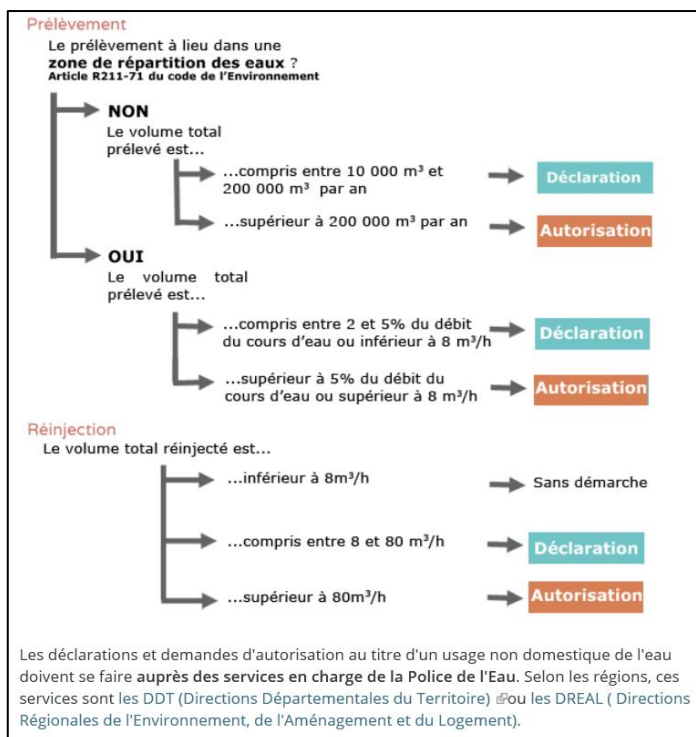 Prélèvement
Le prélèvement à lieu dans une
zone de répartition des eaux ?
Article R211-71 du code de l'Environnement
NON
Le volume total
prélevé est...
...compris entre 10 000 m³ et
200 000 m³ par an
Déclaration
...supérieur à 200 000 m³ par an
Autorisation
OUI
Le volume total
prélevé est...
...compris entre 2 et 5% du débit
du cours d'eau ou inférieur à 8 m³/h
Déclaration
...supérieur à 5% du débit du
cours d'eau ou supérieur à 8 m³/h
Autorisation
Réinjection
Le volume total réinjecté est...
...inférieur à 8m³/h
Sans démarche
...compris entre 8 et 80 m³/h
Déclaration
...supérieur à 80m³/h
Autorisation
Les déclarations et demandes d'autorisation au titre d'un usage non domestique de l'eau
doivent se faire auprès des services en charge de la Police de l'Eau. Selon les régions, ces
services sont les DDT (Directions Départementales du Territoire) ou les DREAL ( Directions
Régionales de l'Environnement, de l'Aménagement et du Logement).